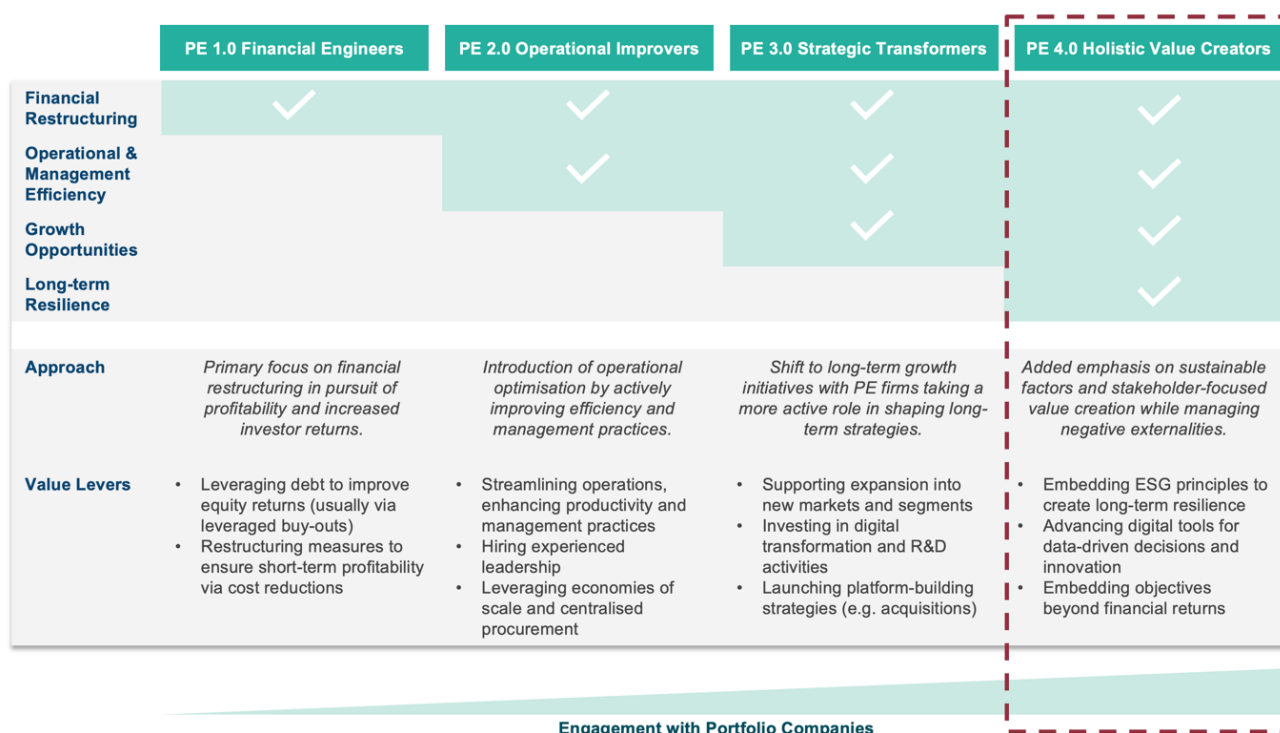 PE 1.0 Financial Engineers
PE 2.0 Operational Improvers
PE 3.0 Strategic Transformers
PE 4.0 Holistic Value Creators
Financial
Restructuring
Operational &
Management
Efficiency
Growth
Opportunities
Long-term
Resilience
Approach
Primary focus on financial
restructuring in pursuit of
profitability and increased
investor returns.
Introduction of operational
optimisation by actively
improving efficiency and
management practices.
Shift to long-term growth
initiatives with PE firms taking a
more active role in shaping long-
term strategies.
Added emphasis on sustainable
factors and stakeholder-focused
value creation while managing
negative externalities.
Value Levers
• Leveraging debt to improve
equity returns (usually via
leveraged buy-outs)
• Restructuring measures to
ensure short-term profitability
via cost reductions
• Streamlining operations,
enhancing productivity and
management practices
• Hiring experienced
leadership
• Leveraging economies of
scale and centralised
procurement
• Supporting expansion into
new markets and segments
• Investing in digital
transformation and R&D
activities
• Launching platform-building
strategies (e.g. acquisitions)
• Embedding ESG principles to
create long-term resilience
• Advancing digital tools for
data-driven decisions and
innovation
• Embedding objectives
beyond financial returns
Engagement with Portfolio Companies